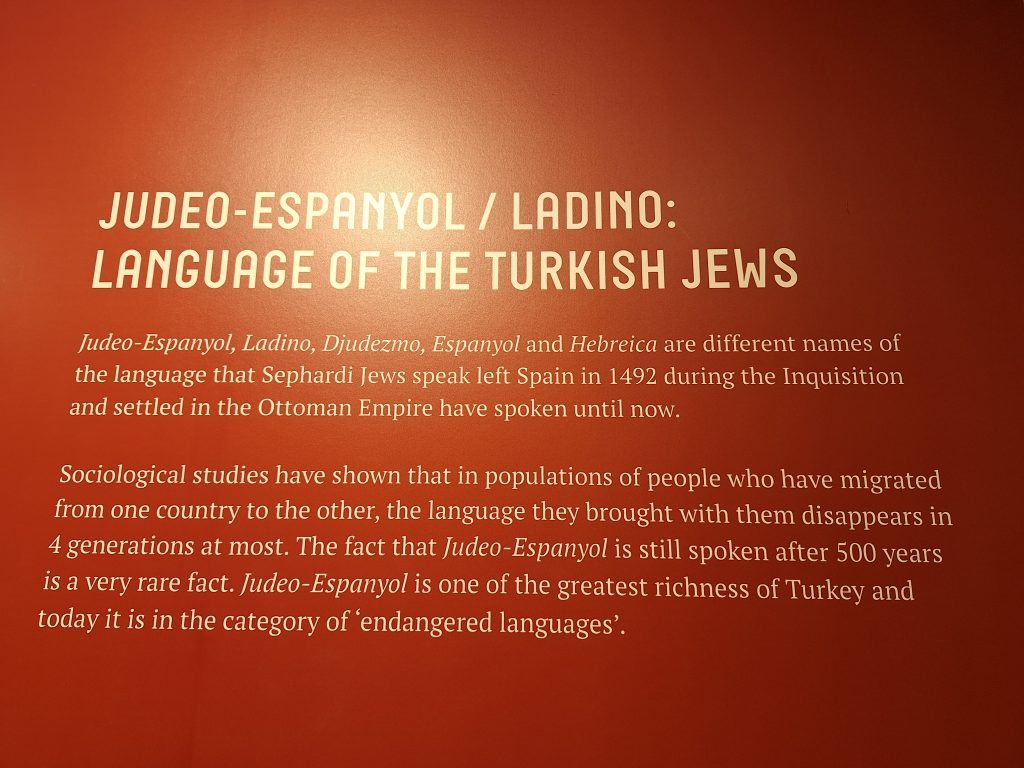 JUDEO-ESPANYOL / LADINO:
LANGUAGE OF THE TURKISH JEWS
Judeo-Espanyol, Ladino, Djudezmo, Espanyol and Hebreica are different names of
the language that Sephardi Jews speak left Spain in 1492 during the Inquisition
and settled in the Ottoman Empire have spoken until now.
Sociological studies have shown that in populations of people who have migrated
from one country to the other, the language they brought with them disappears in
4 generations at most. The fact that Judeo-Espanyol is still spoken after 500 years
is a very rare fact. Judeo-Espanyol is one of the greatest richness of Turkey and
today it is in the category of ‘endangered languages’.